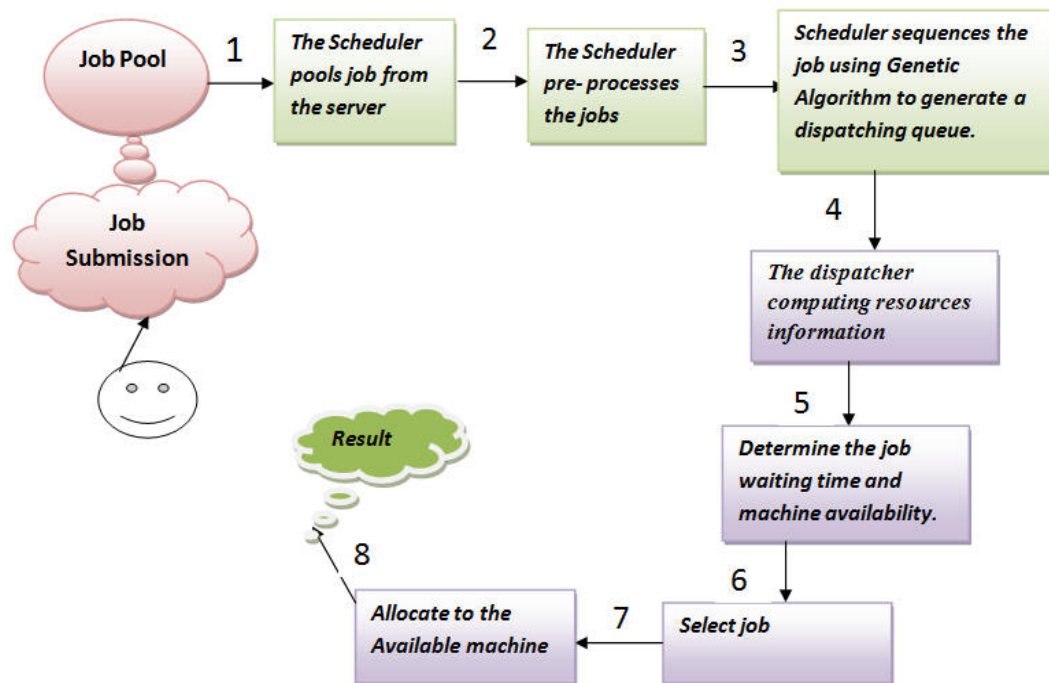 Job Pool
1
The Scheduler
pools job from
the server
2
The Scheduler
pre- processes
the jobs
3
Scheduler sequences the
job using Genetic
Algorithm to generate a
dispatching queue.
Job
Submission
4
The dispatcher
computing resources
information
5
Determine the job
waiting time and
machine availability.
6
Select job
7
Allocate to the
Available machine
8
Result